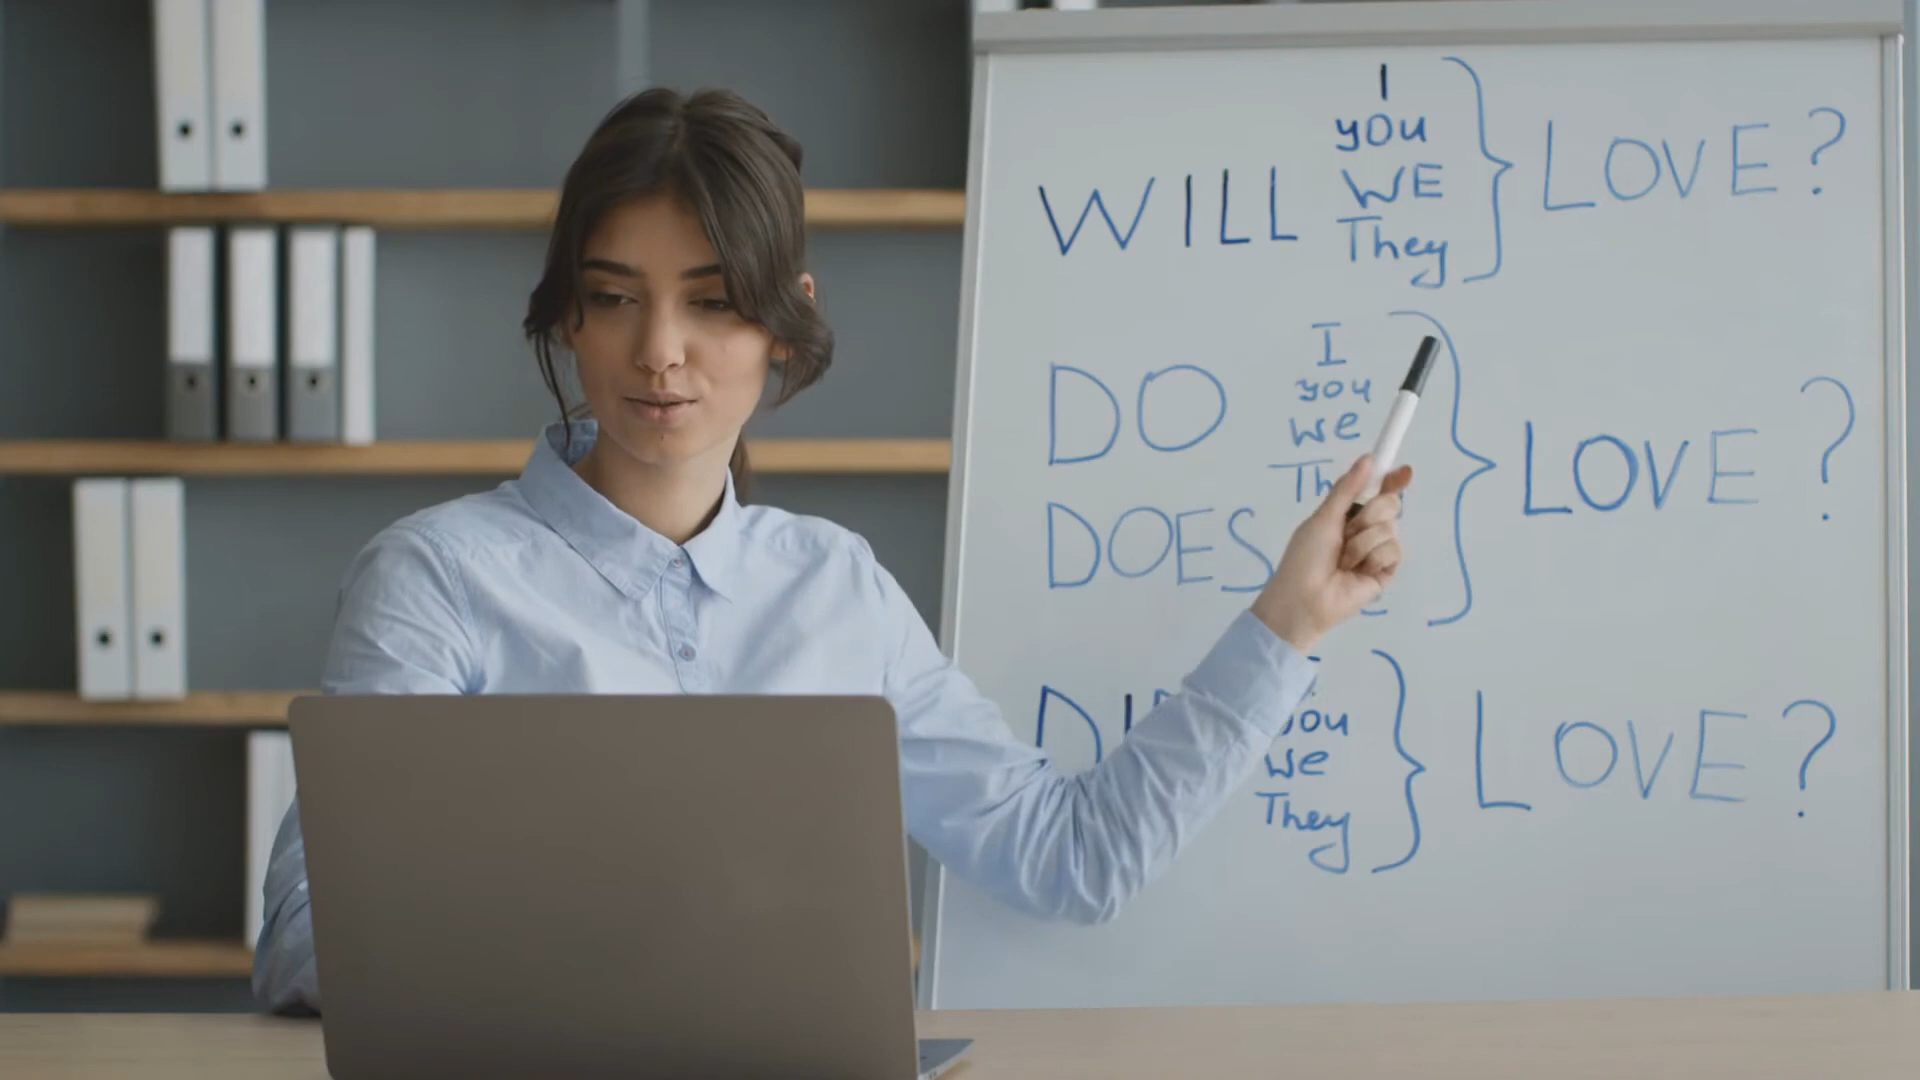 I
you
WE
They
WILL LOVE?
I
you
we
DO LOVE?
DOES
you
we
They
LOVE?